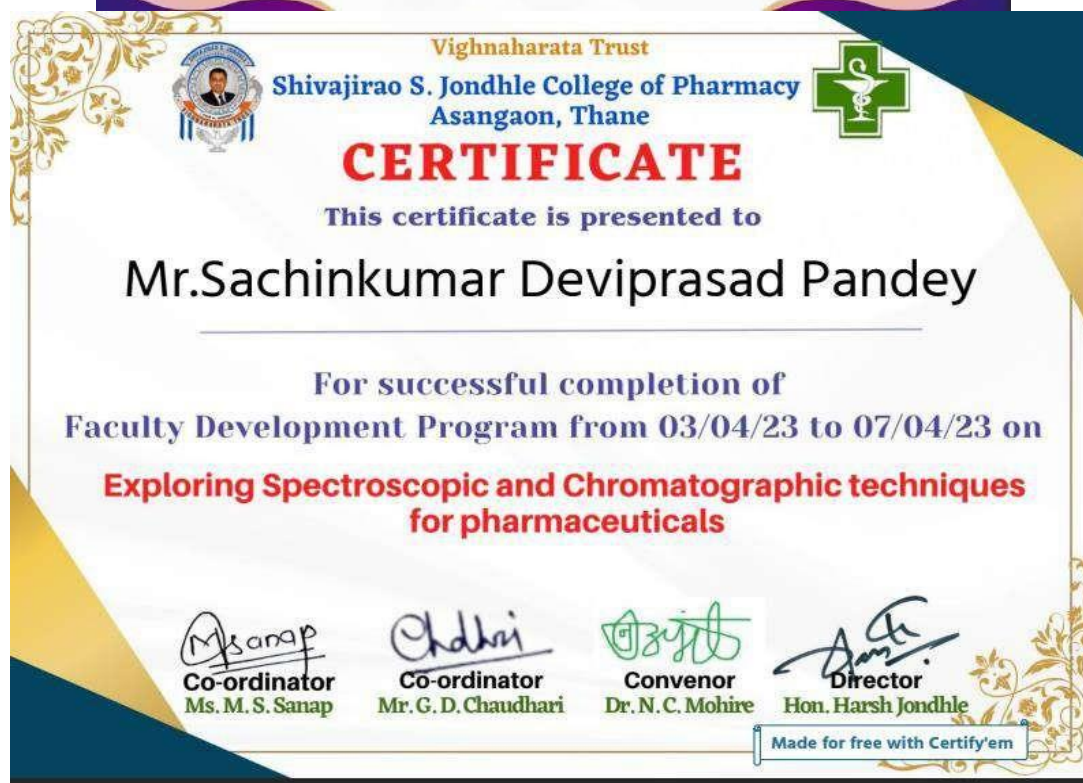 Vighnaharata Trust
Shivajirao S. Jondhle College of Pharmacy
Asangaon, Thane
CERTIFICATE
This certificate is presented to
Mr.Sachinkumar Deviprasad Pandey
For successful completion of
Faculty Development Program from 03/04/23 to 07/04/23 on
Exploring Spectroscopic and Chromatographic techniques
for pharmaceuticals
Co-ordinator Co-ordinator Convenor Director
Ms. M. S. Sanap Mr. G. D. Chaudhari Dr. N. C. Mohire Hon. Harsh Jondhle
Made for free with Certify'em